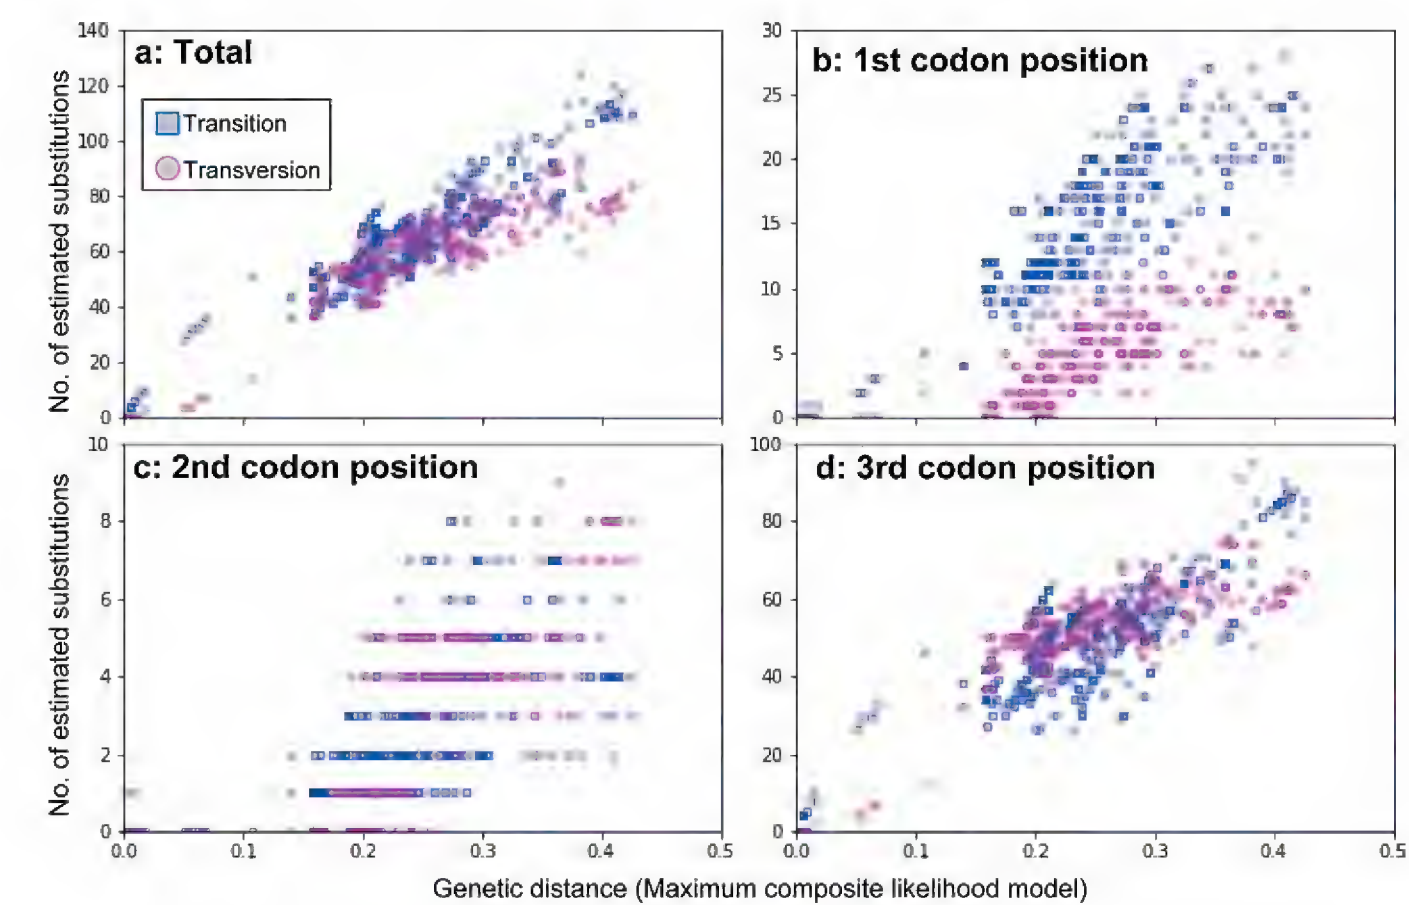 a: Total
b: 1st codon position
Transition
Transversion
No. of estimated substitutions
140
120
100
80
60
40
20
0
30
25
20
15
10
5
0
c: 2nd codon position
d: 3rd codon position
No. of estimated substitutions
10
8
6
4
2
0
100
80
60
40
20
0
0.0 0.1 0.2 0.3 0.4 0.5
0.0 0.1 0.2 0.3 0.4 0.5
Genetic distance (Maximum composite likelihood model)